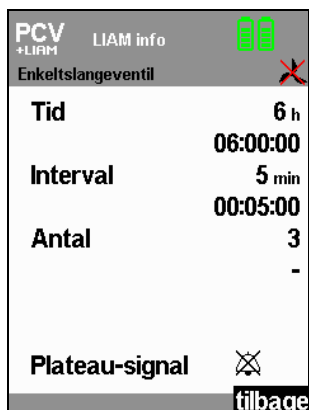 PCV LIAM info
+LIAM
Enkeltslangeventil
Tid 6 h
06:00:00
Interval 5 min
00:05:00
Antal 3
-
Plateau-signal
tilbage